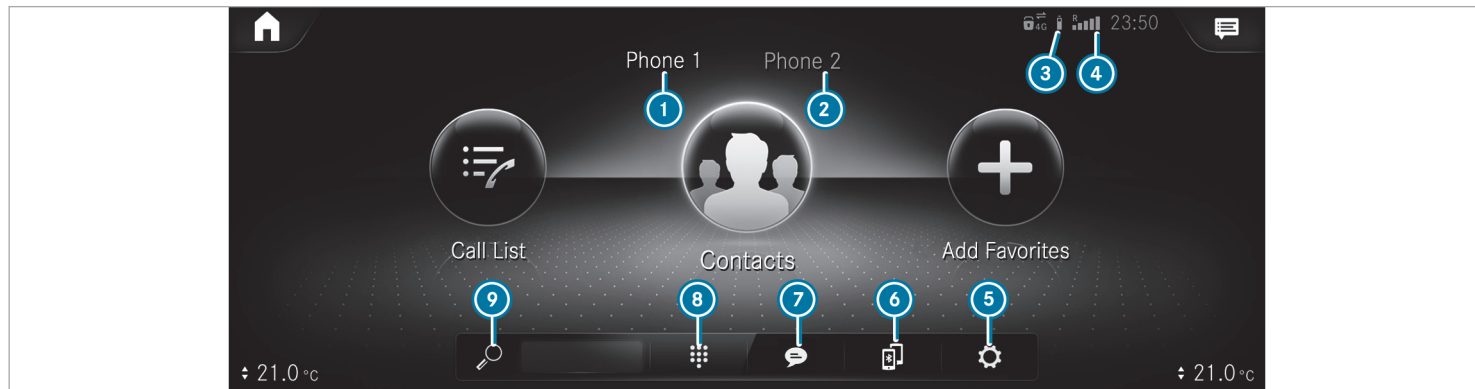 4G R 23:50
Phone 1 Phone 2
3 4
1 2
Call List Contacts Add Favorites
9 8 7 6 5
21.0 °C 21.0 °C